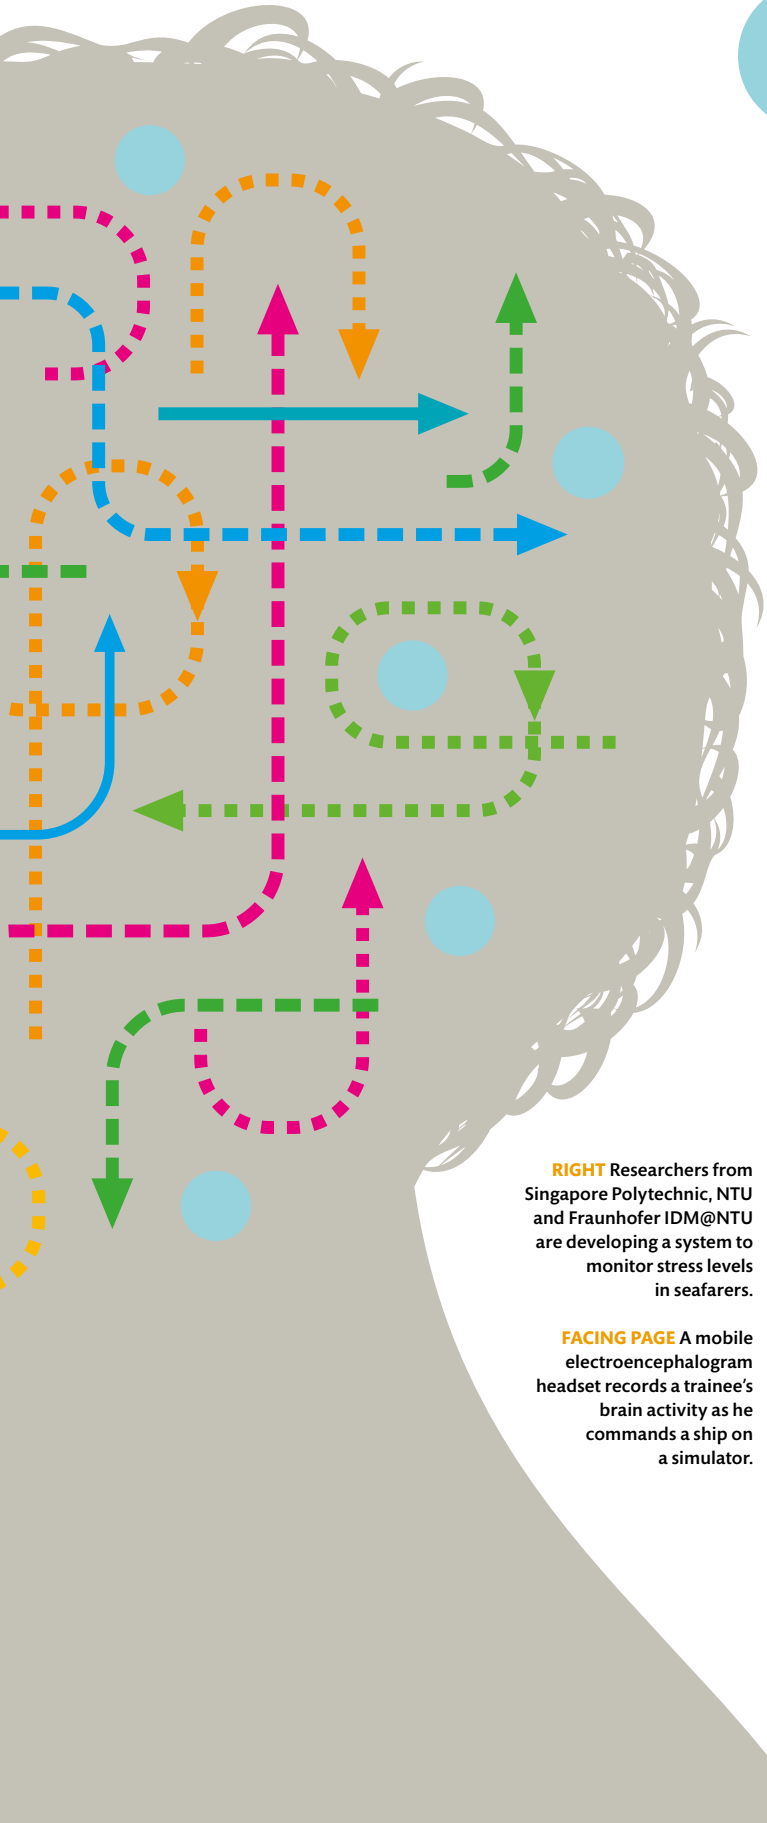 RIGHT Researchers from
Singapore Polytechnic, NTU
and Fraunhofer IDM@NTU
are developing a system to
monitor stress levels
in seafarers.
FACING PAGE A mobile
electroencephalogram
headset records a trainee’s
brain activity as he
commands a ship on
a simulator.